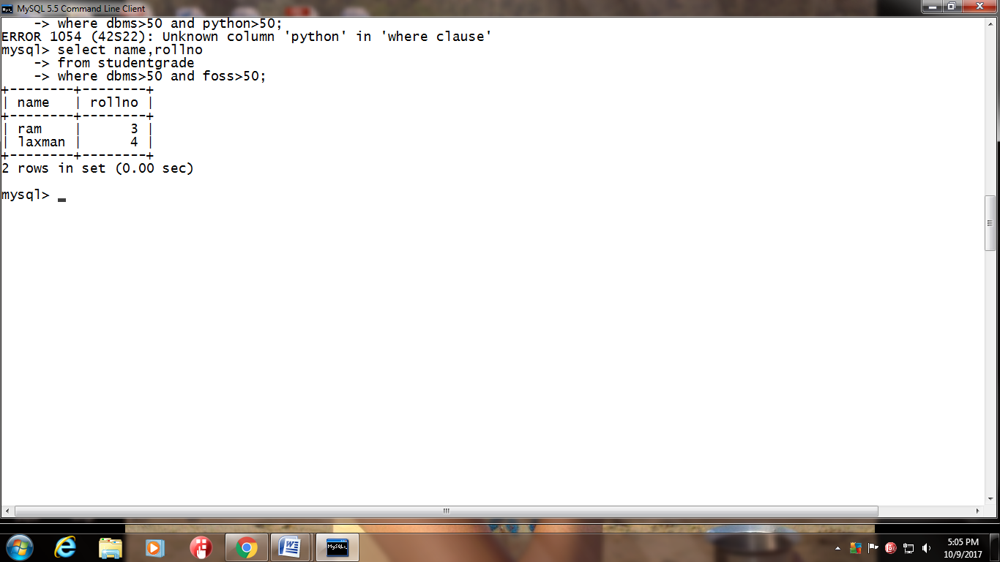 MySQL 5.5 Command Line Client
    -> where dbms>50 and python>50;
ERROR 1054 (42S22): Unknown column 'python' in 'where clause'
mysql> select name,rollno
    -> from studentgrade
    -> where dbms>50 and foss>50;
+--------+--------+
| name   | rollno |
+--------+--------+
| ram    |      3 |
| laxman |      4 |
+--------+--------+
2 rows in set (0.00 sec)
mysql>
5:05 PM
10/9/2017